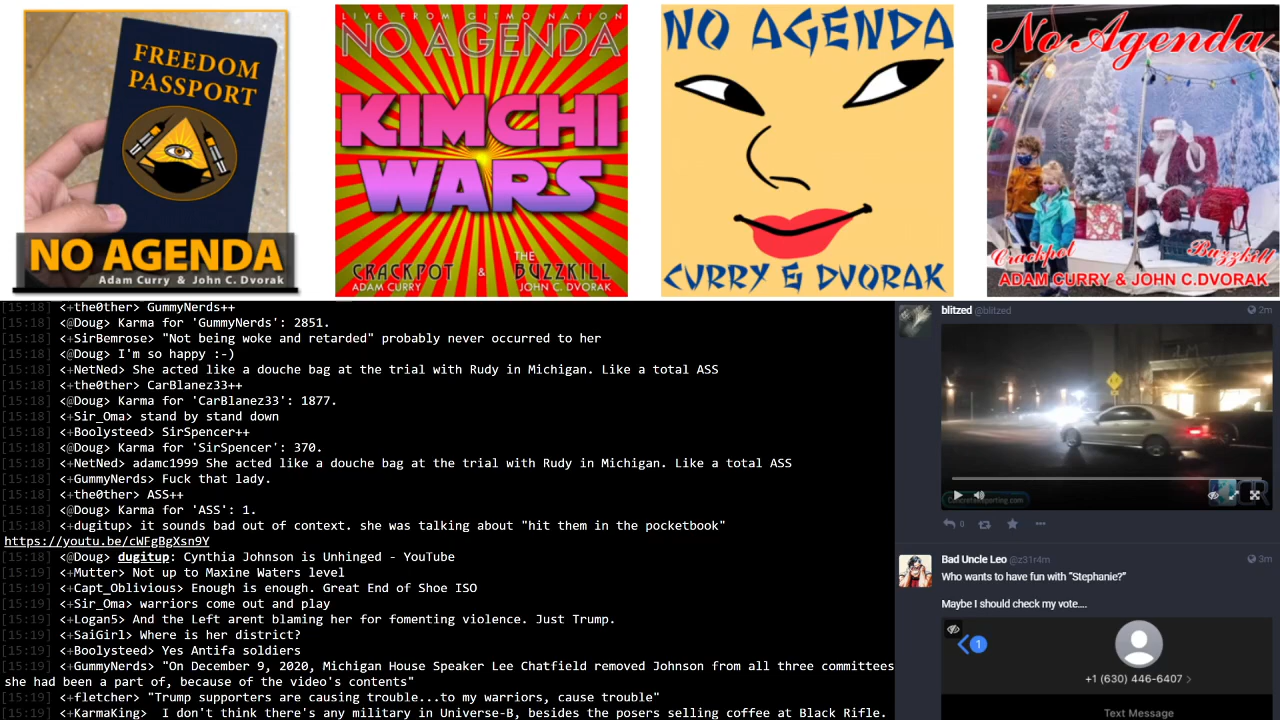 FREEDOM
PASSPORT
NO AGENDA
Adam Curry & John C. Dvorak
LIVE FROM GITMO NATION
NO AGENDA
KIMCHI
WARS
CRACKPOT & THE BUZZKILL
ADAM CURRY JOHN C. DVORAK
NO AGENDA
CURRY & DVORAK
No Agenda
Crackpot Buzzkill
ADAM CURRY & JOHN C.DVORAK
[15:18] <+the0ther> GummyNerds++
[15:18] <@Doug> Karma for 'GummyNerds': 2851.
[15:18] <+SirBemrose> "Not being woke and retarded" probably never occurred to her
[15:18] <@Doug> I'm so happy :-)
[15:18] <+NetNed> She acted like a douche bag at the trial with Rudy in Michigan. Like a total ASS
[15:18] <+the0ther> CarBlanez33++
[15:18] <@Doug> Karma for 'CarBlanez33': 1877.
[15:18] <+Sir_Oma> stand by stand down
[15:18] <+Boolysteed> SirSpencer++
[15:18] <@Doug> Karma for 'SirSpencer': 370.
[15:18] <+NetNed> adamc1999 She acted like a douche bag at the trial with Rudy in Michigan. Like a total ASS
[15:18] <+GummyNerds> Fuck that lady.
[15:18] <+the0ther> ASS++
[15:18] <@Doug> Karma for 'ASS': 1.
[15:18] <+dugitup> it sounds bad out of context. she was talking about "hit them in the pocketbook"
https://youtu.be/cWFgBgXsn9Y
[15:18] <@Doug> dugitup: Cynthia Johnson is Unhinged - YouTube
[15:19] <+Mutter> Not up to Maxine Waters level
[15:19] <+Capt_Oblivious> Enough is enough. Great End of Shoe ISO
[15:19] <+Sir_Oma> warriors come out and play
[15:19] <+Logan5> And the Left arent blaming her for fomenting violence. Just Trump.
[15:19] <+SaiGirl> Where is her district?
[15:19] <+Boolysteed> Yes Antifa soldiers
[15:19] <+GummyNerds> "On December 9, 2020, Michigan House Speaker Lee Chatfield removed Johnson from all three committees
she had been a part of, because of the video's contents"
[15:19] <+fletcher> "Trump supporters are causing trouble...to my warriors, cause trouble"
[15:19] <+KarmaKing> I don't think there's any military in Universe-B, besides the posers selling coffee at Black Rifle.
blitzed @blitzed 2m
0
Bad Uncle Leo @z31r4m 3m
Who wants to have fun with "Stephanie?"
Maybe I should check my vote....
1
+1 (630) 446-6407
Text Message